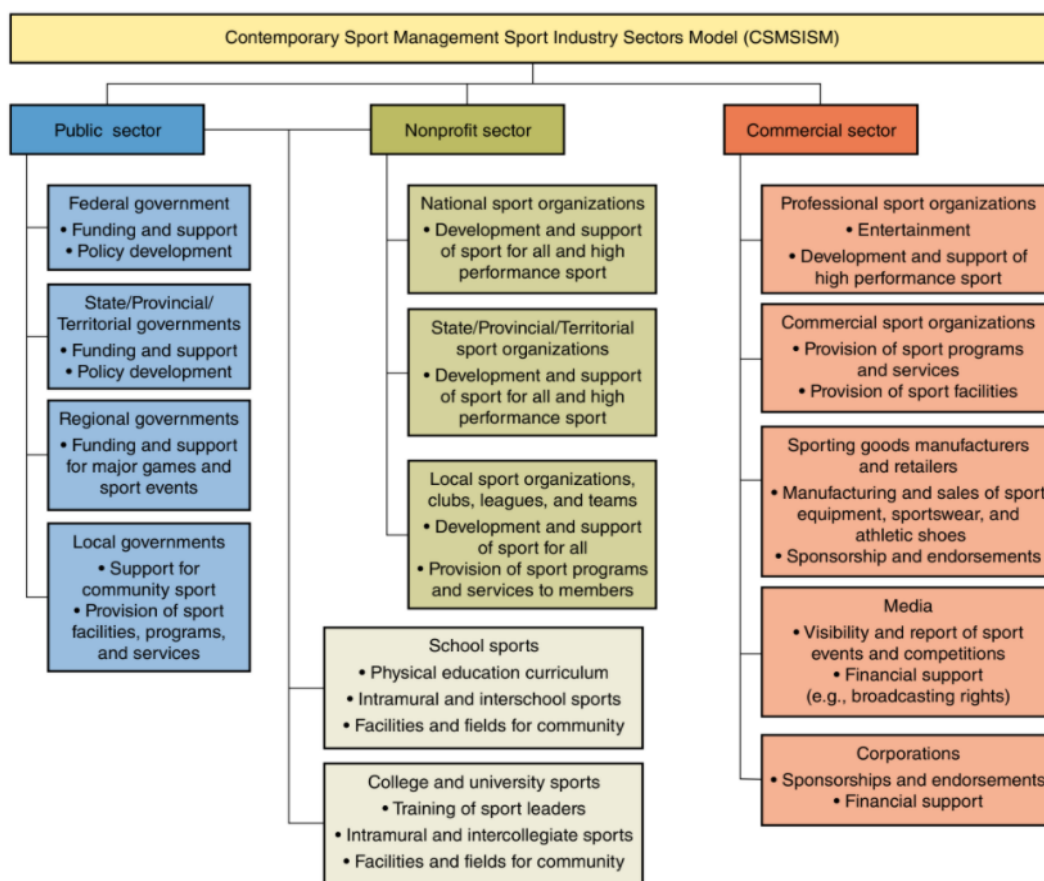 Contemporary Sport Management Sport Industry Sectors Model (CSMSISM)
Public sector
Nonprofit sector
Commercial sector
Federal government
• Funding and support
• Policy development
State/Provincial/
Territorial governments
• Funding and support
• Policy development
Regional governments
• Funding and support
for major games and
sport events
Local governments
• Support for
community sport
• Provision of sport
facilities, programs,
and services
National sport organizations
• Development and support
of sport for all and high
performance sport
State/Provincial/Territorial
sport organizations
• Development and support
of sport for all and high
performance sport
Local sport organizations,
clubs, leagues, and teams
• Development and support
of sport for all
• Provision of sport programs
and services to members
School sports
• Physical education curriculum
• Intramural and interschool sports
• Facilities and fields for community
College and university sports
• Training of sport leaders
• Intramural and intercollegiate sports
• Facilities and fields for community
Professional sport organizations
• Entertainment
• Development and support of
high performance sport
Commercial sport organizations
• Provision of sport programs
and services
• Provision of sport facilities
Sporting goods manufacturers
and retailers
• Manufacturing and sales of sport
equipment, sportswear, and
athletic shoes
• Sponsorship and endorsements
Media
• Visibility and report of sport
events and competitions
• Financial support
(e.g., broadcasting rights)
Corporations
• Sponsorships and endorsements
• Financial support